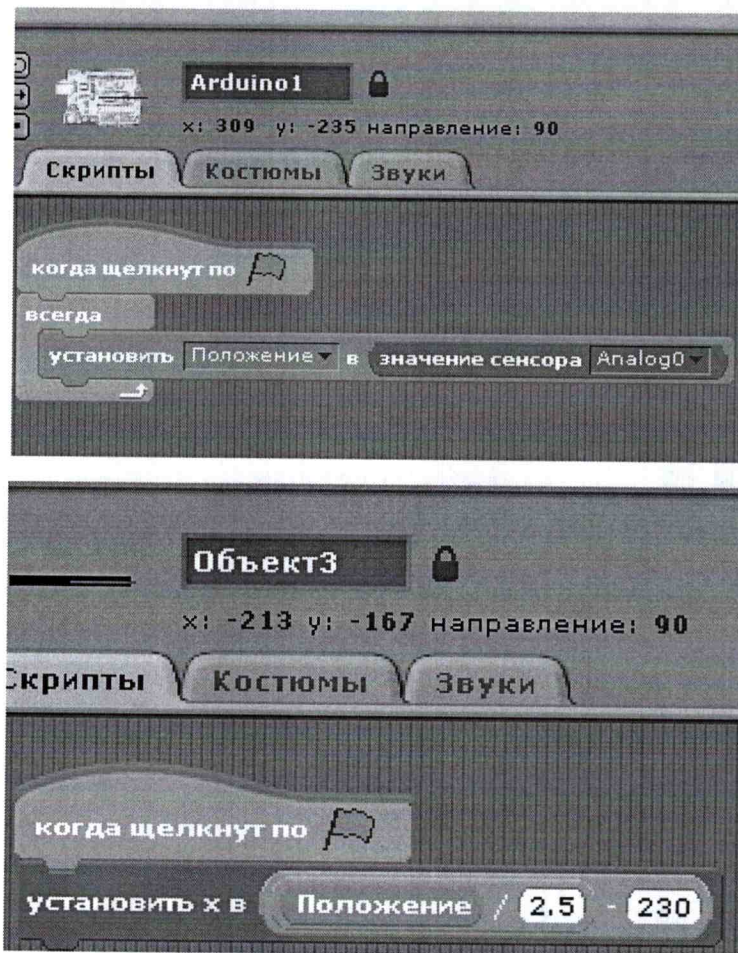 Arduino1
x: 309 y: -235 направление: 90
Скрипты Костюмы Звуки
когда щелкнут по
всегда
установить Положение в значение сенсора Analog0
Объект3
x: -213 y: -167 направление: 90
Скрипты Костюмы Звуки
когда щелкнут по
установить x в Положение / 2.5 - 230